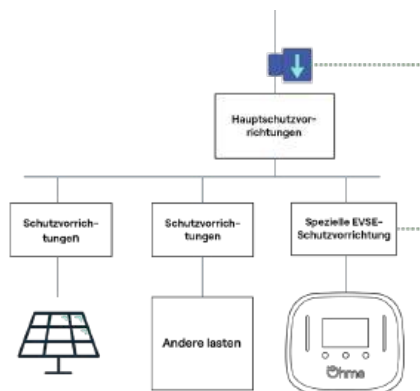 Hauptschutzvor-
richtungen
Schutzvorrich-
tungen
Schutzvorrich-
tungen
Spezielle EVSE-
Schutzvorrichtung
Andere lasten
Ohme